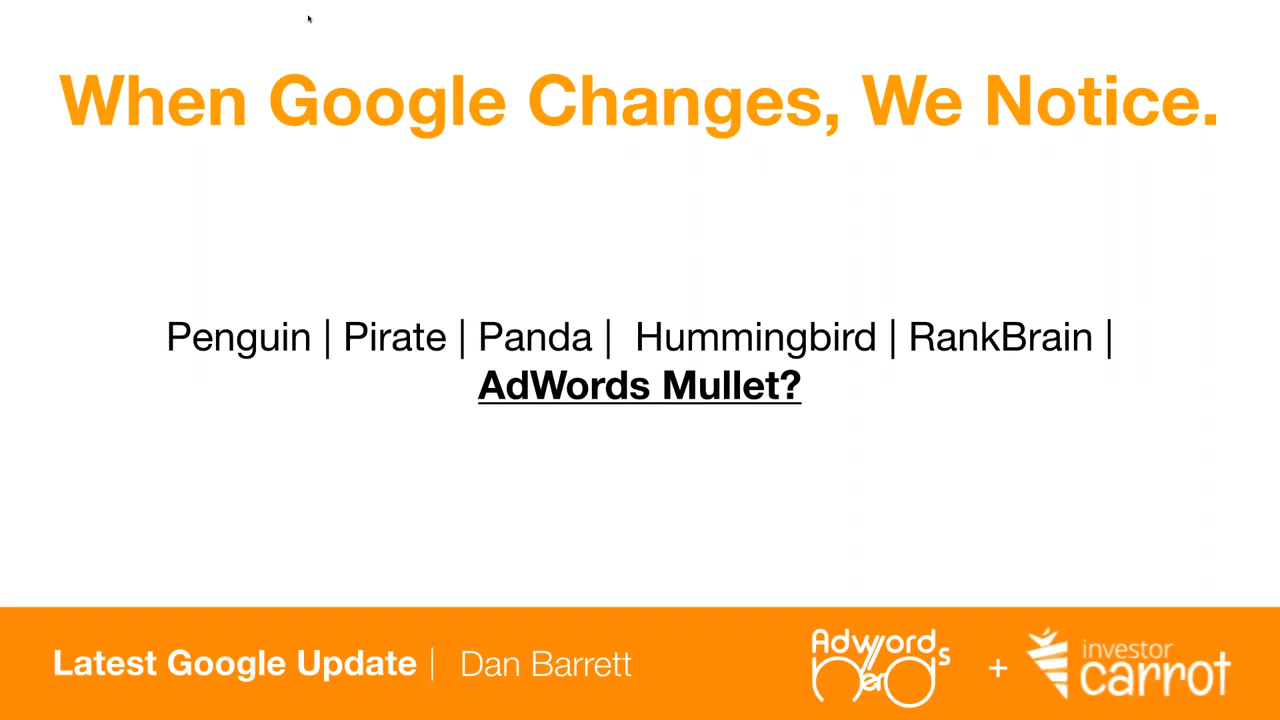 When Google Changes, We Notice.
Penguin | Pirate | Panda | Hummingbird | RankBrain |
AdWords Mullet?
Latest Google Update | Dan Barrett
Adwords
nerd
+
investor
carrot